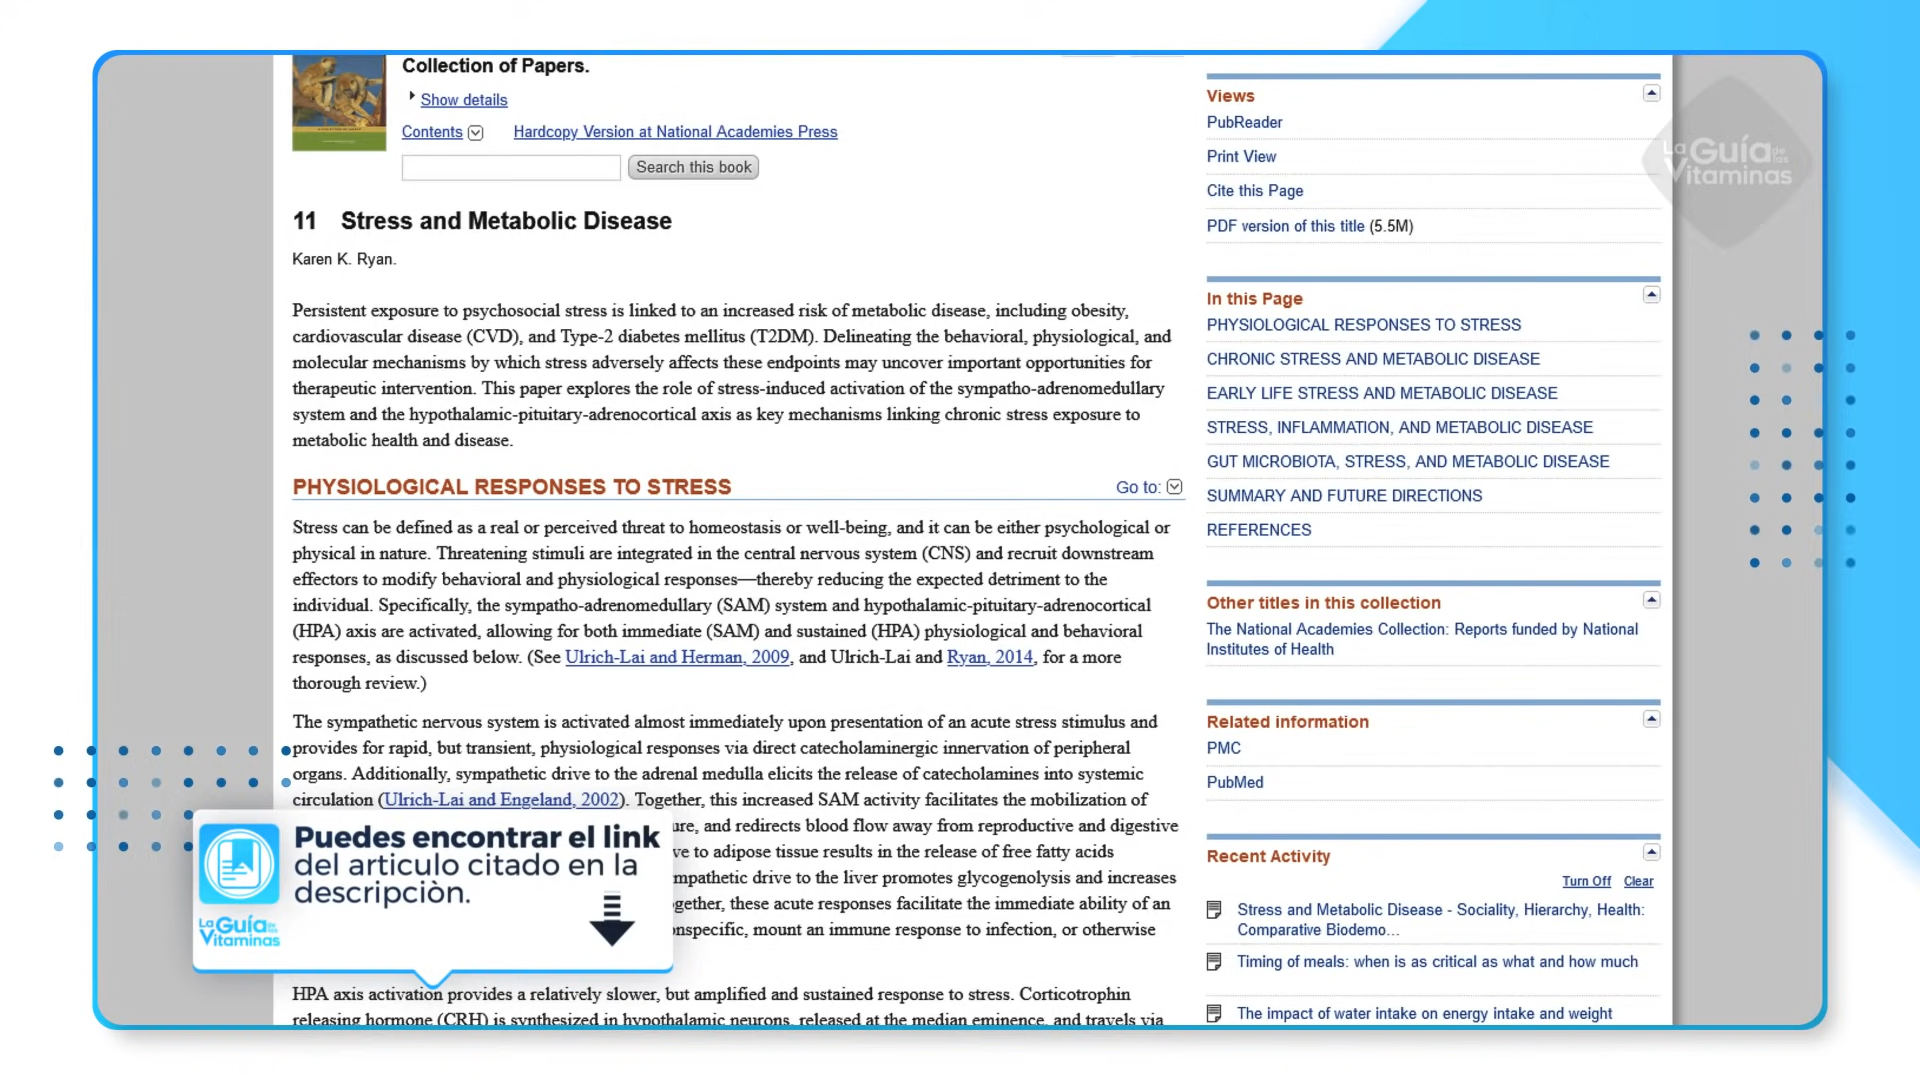 Collection of Papers.
Show details
Contents
Hardcopy Version at National Academies Press
Search this book
11 Stress and Metabolic Disease
Karen K. Ryan.
Persistent exposure to psychosocial stress is linked to an increased risk of metabolic disease, including obesity,
cardiovascular disease (CVD), and Type-2 diabetes mellitus (T2DM). Delineating the behavioral, physiological, and
molecular mechanisms by which stress adversely affects these endpoints may uncover important opportunities for
therapeutic intervention. This paper explores the role of stress-induced activation of the sympatho-adrenomedullary
system and the hypothalamic-pituitary-adrenocortical axis as key mechanisms linking chronic stress exposure to
metabolic health and disease.
PHYSIOLOGICAL RESPONSES TO STRESS
Go to:
Stress can be defined as a real or perceived threat to homeostasis or well-being, and it can be either psychological or
physical in nature. Threatening stimuli are integrated in the central nervous system (CNS) and recruit downstream
effectors to modify behavioral and physiological responses—thereby reducing the expected detriment to the
individual. Specifically, the sympatho-adrenomedullary (SAM) system and hypothalamic-pituitary-adrenocortical
(HPA) axis are activated, allowing for both immediate (SAM) and sustained (HPA) physiological and behavioral
responses, as discussed below. (See Ulrich-Lai and Herman, 2009, and Ulrich-Lai and Ryan, 2014, for a more
thorough review.)
The sympathetic nervous system is activated almost immediately upon presentation of an acute stress stimulus and
provides for rapid, but transient, physiological responses via direct catecholaminergic innervation of peripheral
organs. Additionally, sympathetic drive to the adrenal medulla elicits the release of catecholamines into systemic
circulation (Ulrich-Lai and Engeland, 2002). Together, this increased SAM activity facilitates the mobilization of
ure, and redirects blood flow away from reproductive and digestive
ve to adipose tissue results in the release of free fatty acids
mpathetic drive to the liver promotes glycogenolysis and increases
gether, these acute responses facilitate the immediate ability of an
nspecific, mount an immune response to infection, or otherwise
HPA axis activation provides a relatively slower, but amplified and sustained response to stress. Corticotrophin
releasing hormone (CRH) is synthesized in hypothalamic neurons, released at the median eminence, and travels via
Puedes encontrar el link
del articulo citado en la
descripciòn.
La Guía de las
Vitaminas
Views
PubReader
Print View
Cite this Page
PDF version of this title (5.5M)
In this Page
PHYSIOLOGICAL RESPONSES TO STRESS
CHRONIC STRESS AND METABOLIC DISEASE
EARLY LIFE STRESS AND METABOLIC DISEASE
STRESS, INFLAMMATION, AND METABOLIC DISEASE
GUT MICROBIOTA, STRESS, AND METABOLIC DISEASE
SUMMARY AND FUTURE DIRECTIONS
REFERENCES
Other titles in this collection
The National Academies Collection: Reports funded by National
Institutes of Health
Related information
PMC
PubMed
Recent Activity
Turn Off Clear
Stress and Metabolic Disease - Sociality, Hierarchy, Health:
Comparative Biodemo...
Timing of meals: when is as critical as what and how much
The impact of water intake on energy intake and weight
La Guía de las
Vitaminas